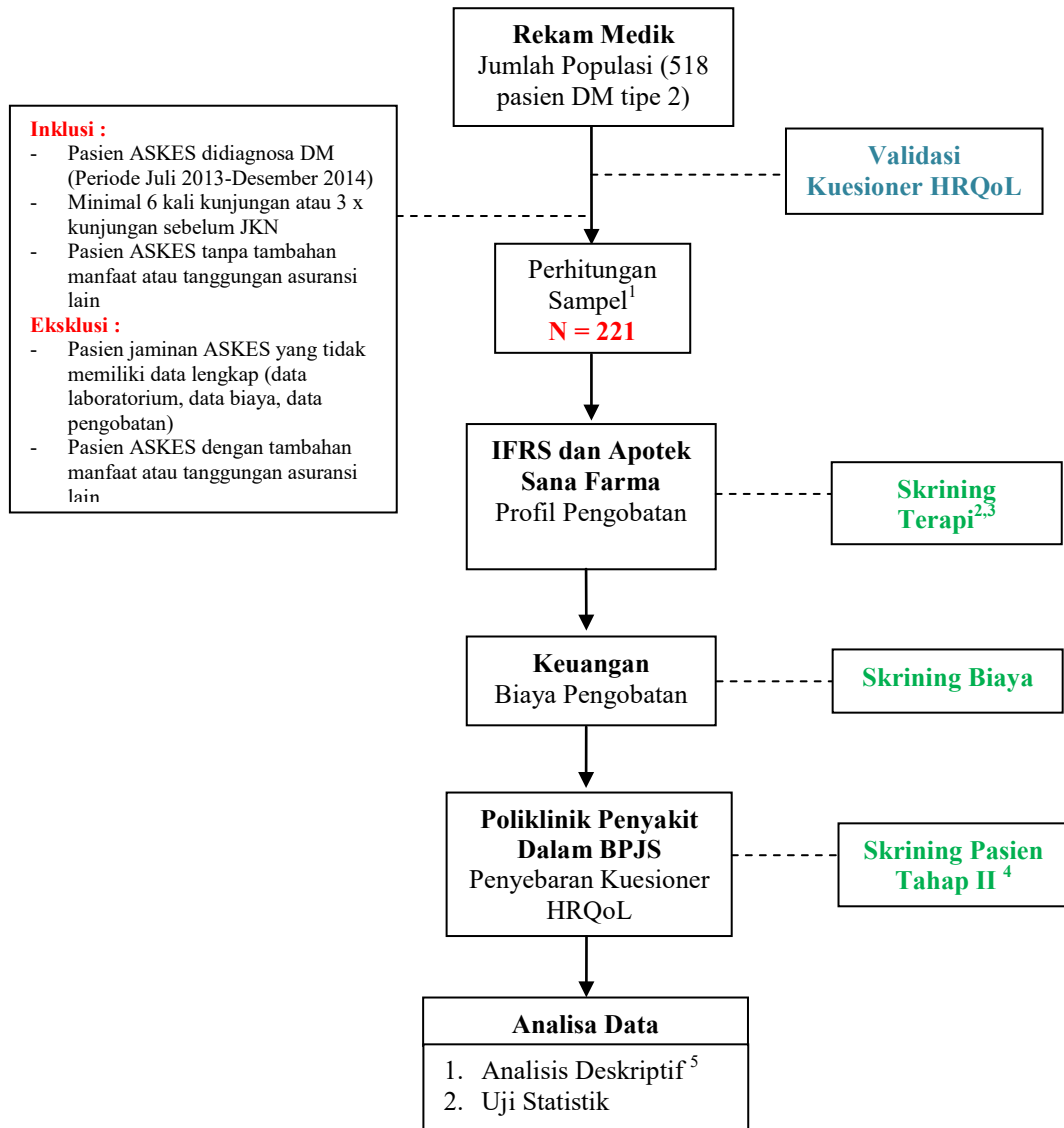 Rekam Medik
Jumlah Populasi (518
pasien DM tipe 2)
Inklusi :
- Pasien ASKES didiagnosa DM
(Periode Juli 2013-Desember 2014)
- Minimal 6 kali kunjungan atau 3 x
kunjungan sebelum JKN
- Pasien ASKES tanpa tambahan
manfaat atau tanggungan asuransi
lain
Eksklusi :
- Pasien jaminan ASKES yang tidak
memiliki data lengkap (data
laboratorium, data biaya, data
pengobatan)
- Pasien ASKES dengan tambahan
manfaat atau tanggungan asuransi
lain
Validasi
Kuesioner HRQoL
Perhitungan
Sampel1
N = 221
IFRS dan Apotek
Sana Farma
Profil Pengobatan
Skrining
Terapi2,3
Keuangan
Biaya Pengobatan
Skrining Biaya
Poliklinik Penyakit
Dalam BPJS
Penyebaran Kuesioner
HRQoL
Skrining Pasien
Tahap II 4
Analisa Data
1. Analisis Deskriptif 5
2. Uji Statistik